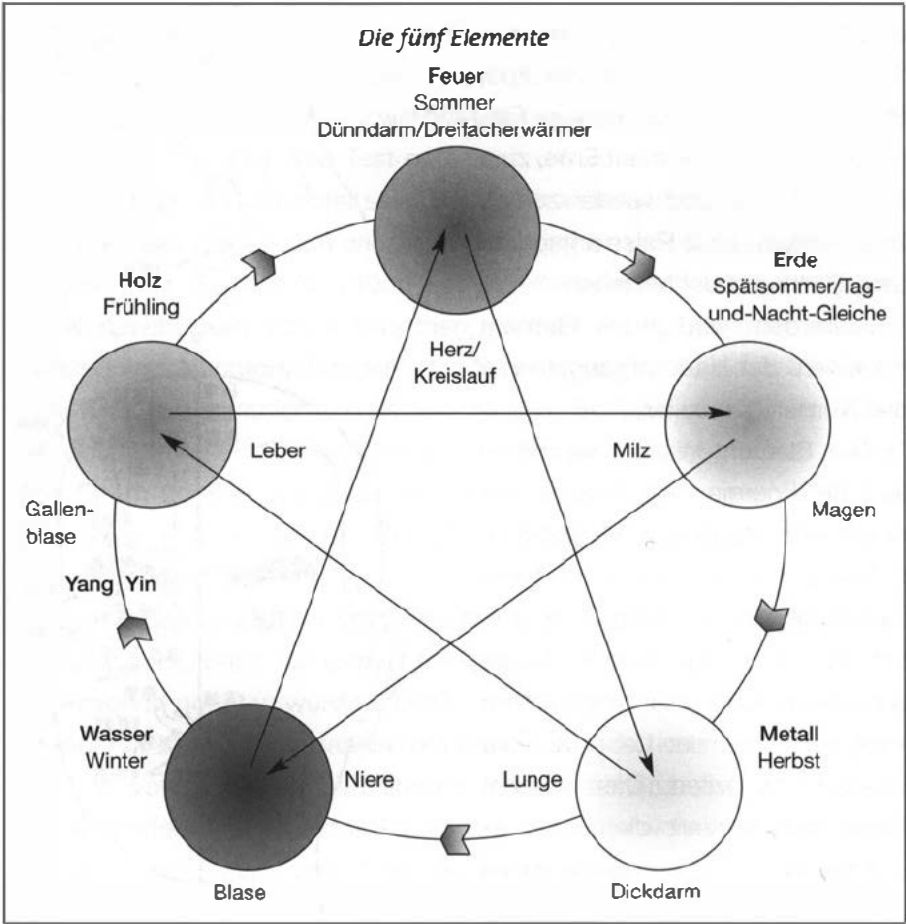 Die fünf Elemente
Feuer
Sommer
Dünndarm/Dreifacherwärmer
Holz
Frühling
Erde
Spätsommer/Tag-
und-Nacht-Gleiche
Herz/
Kreislauf
Leber
Milz
Gallen-
blase
Magen
Yang Yin
Wasser
Winter
Niere
Lunge
Metall
Herbst
Blase
Dickdarm